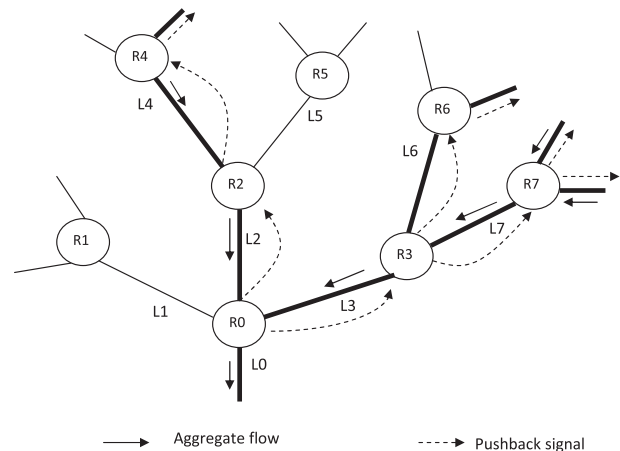 R4
R5
L4
L5
R6
L6
R7
R2
L7
R1
L2
R3
L1
L3
R0
L0
Aggregate flow
Pushback signal